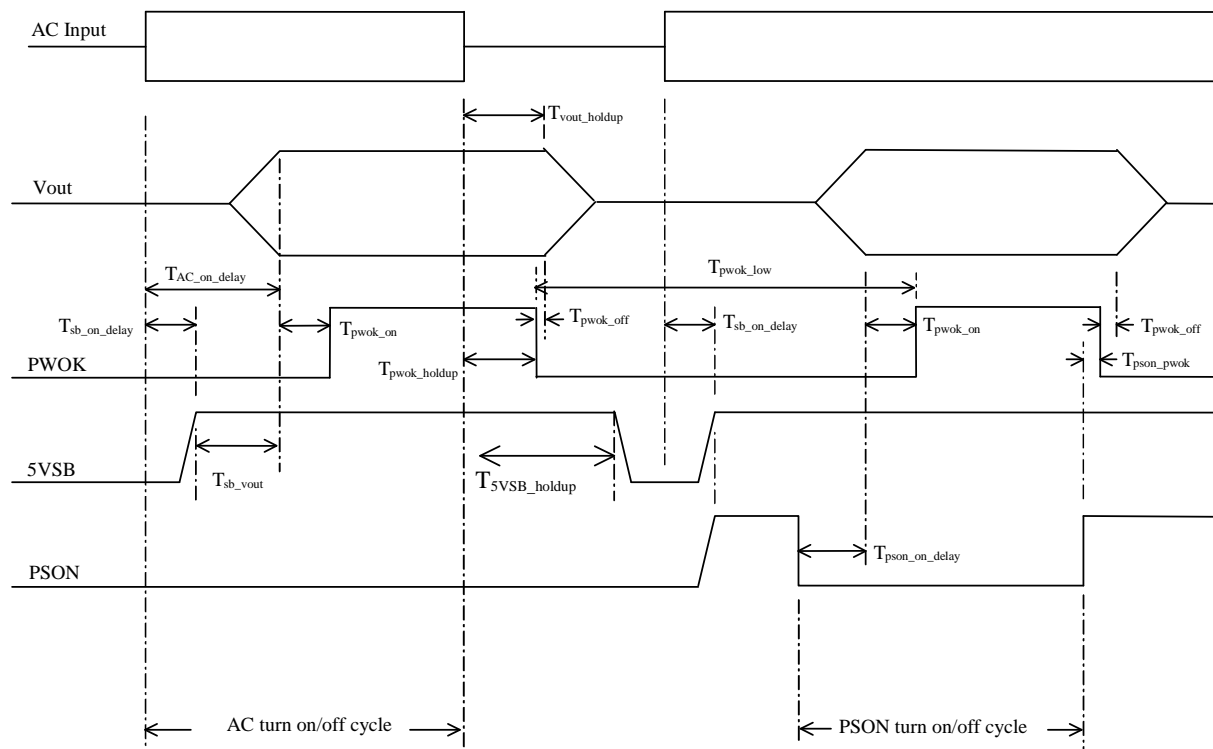 AC Input
Tvout_holdup
Vout
TAC_on_delay
Tpwok_low
Tsb_on_delay
Tpwok_on
Tpwok_off
Tsb_on_delay
Tpwok_on
Tpwok_off
PWOK
Tpwok_holdup
Tpson_pwok
5VSB
Tsb_vout
T5VSB_holdup
Tpson_on_delay
PSON
AC turn on/off cycle
PSON turn on/off cycle